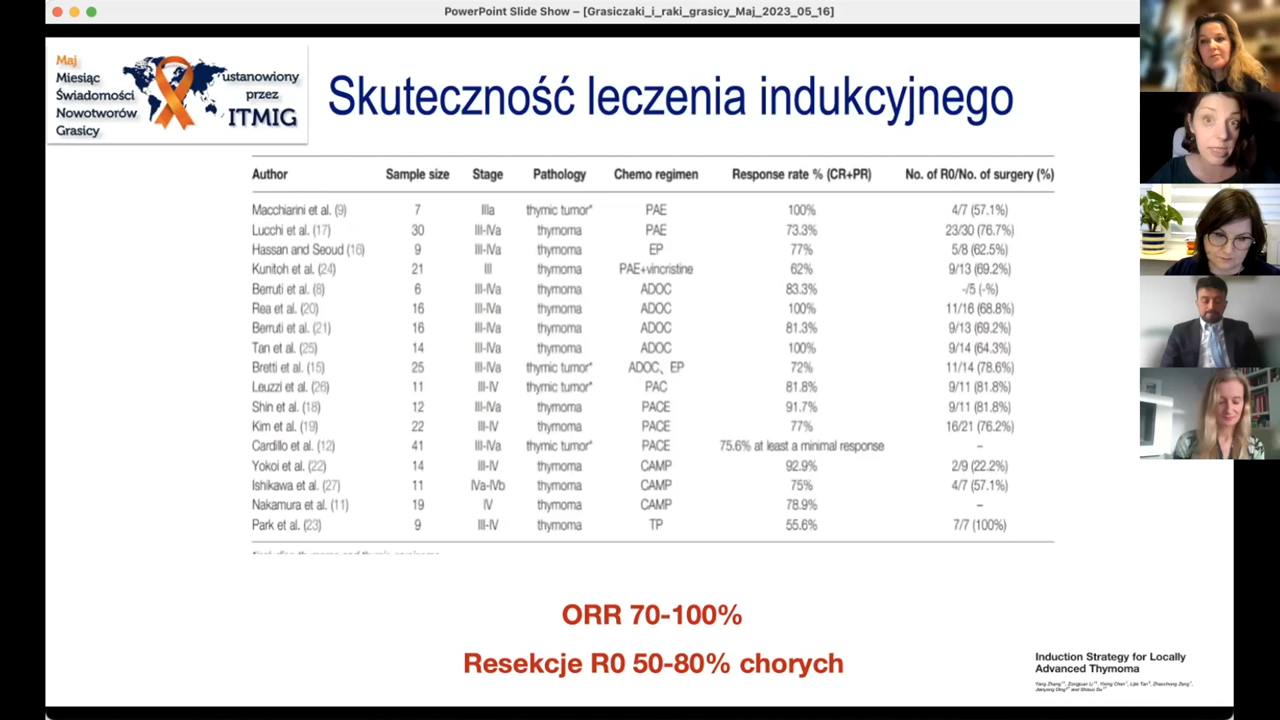 PowerPoint Slide Show – [Grasiczaki_i_raki_grasicy_Maj_2023_05_16]
Maj
Miesiąc
Świadomości
Nowotworów
Grasicy
ustanowiony
przez
ITMIG
Skuteczność leczenia indukcyjnego
Author Sample size Stage Pathology Chemo regimen Response rate % (CR+PR) No. of R0/No. of surgery (%)
Macchiarini et al. (9) 7 IIIa thymic tumor* PAE 100% 4/7 (57.1%)
Lucchi et al. (17) 30 III-IVa thymoma PAE 73.3% 23/30 (76.7%)
Hassan and Seoud (16) 9 III-IVa thymoma EP 77% 5/8 (62.5%)
Kunitoh et al. (24) 21 III thymoma PAE+vincristine 62% 9/13 (69.2%)
Berruti et al. (8) 6 III-IVa thymoma ADOC 83.3% -/5 (-%)
Rea et al. (20) 16 III-IVa thymoma ADOC 100% 11/16 (68.8%)
Berruti et al. (21) 16 III-IVa thymoma ADOC 81.3% 9/13 (69.2%)
Tan et al. (25) 14 III-IVa thymoma ADOC 100% 9/14 (64.3%)
Bretti et al. (15) 25 III-IVa thymic tumor* ADOC、EP 72% 11/14 (78.6%)
Leuzzi et al. (26) 11 III-IV thymic tumor* PAC 81.8% 9/11 (81.8%)
Shin et al. (18) 12 III-IVa thymoma PACE 91.7% 9/11 (81.8%)
Kim et al. (19) 22 III-IV thymoma PACE 77% 16/21 (76.2%)
Cardillo et al. (12) 41 III-IVa thymic tumor* PACE 75.6% at least a minimal response –
Yokoi et al. (22) 14 III-IV thymoma CAMP 92.9% 2/9 (22.2%)
Ishikawa et al. (27) 11 IVa-IVb thymoma CAMP 75% 4/7 (57.1%)
Nakamura et al. (11) 19 IV thymoma CAMP 78.9% –
Park et al. (23) 9 III-IV thymoma TP 55.6% 7/7 (100%)
ORR 70-100%
Resekcje R0 50-80% chorych
Induction Strategy for Locally
Advanced Thymoma